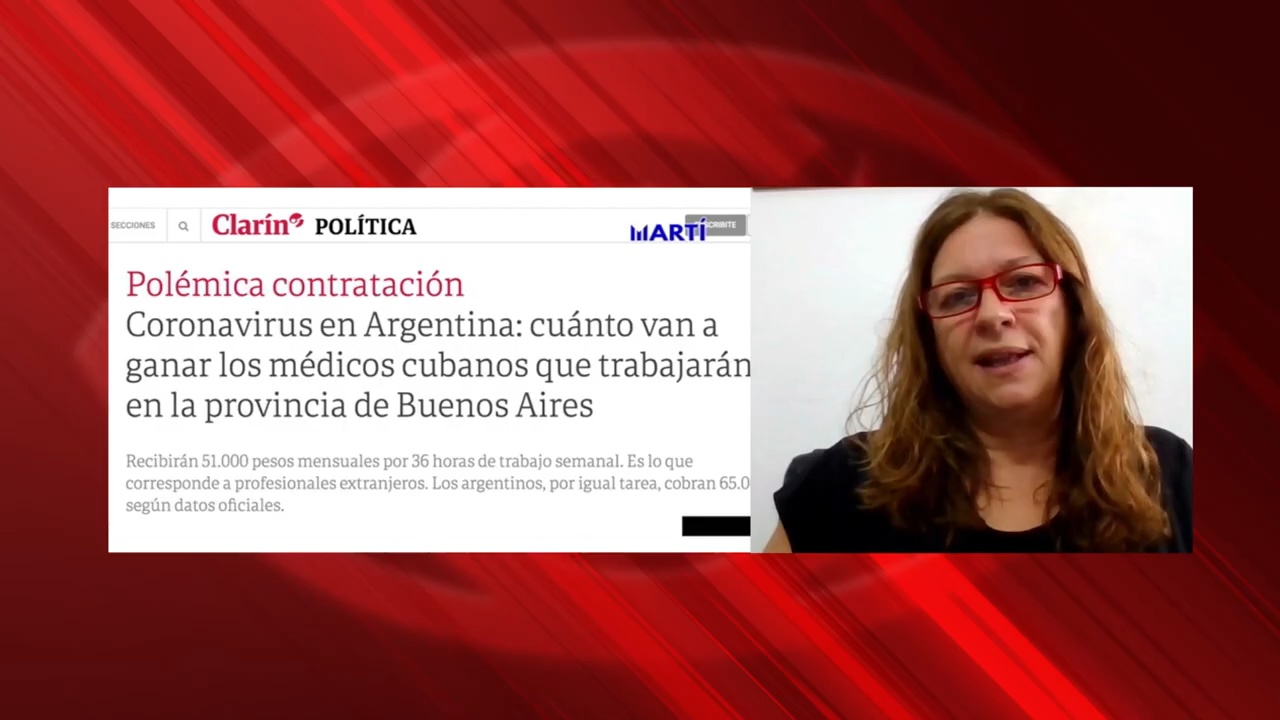 SECCIONES
Clarín POLÍTICA
MARTÍ
Polémica contratación
Coronavirus en Argentina: cuánto van a
ganar los médicos cubanos que trabajarán
en la provincia de Buenos Aires
Recibirán 51.000 pesos mensuales por 36 horas de trabajo semanal. Es lo que
corresponde a profesionales extranjeros. Los argentinos, por igual tarea, cobran 65.0
según datos oficiales.